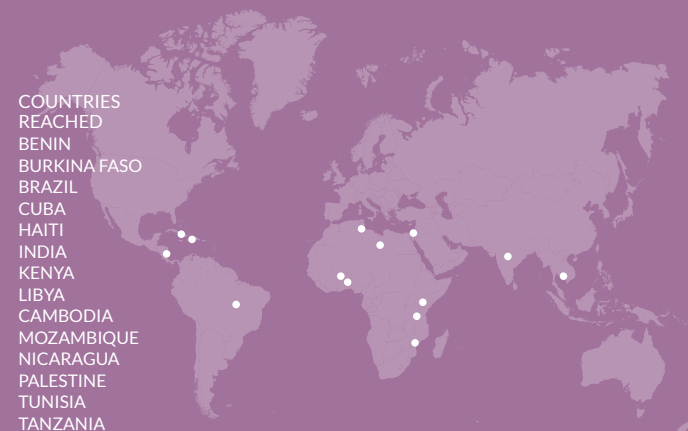 COUNTRIES
REACHED
BENIN
BURKINA FASO
BRAZIL
CUBA
HAITI
INDIA
KENYA
LIBYA
CAMBODIA
MOZAMBIQUE
NICARAGUA
PALESTINE
TUNISIA
TANZANIA